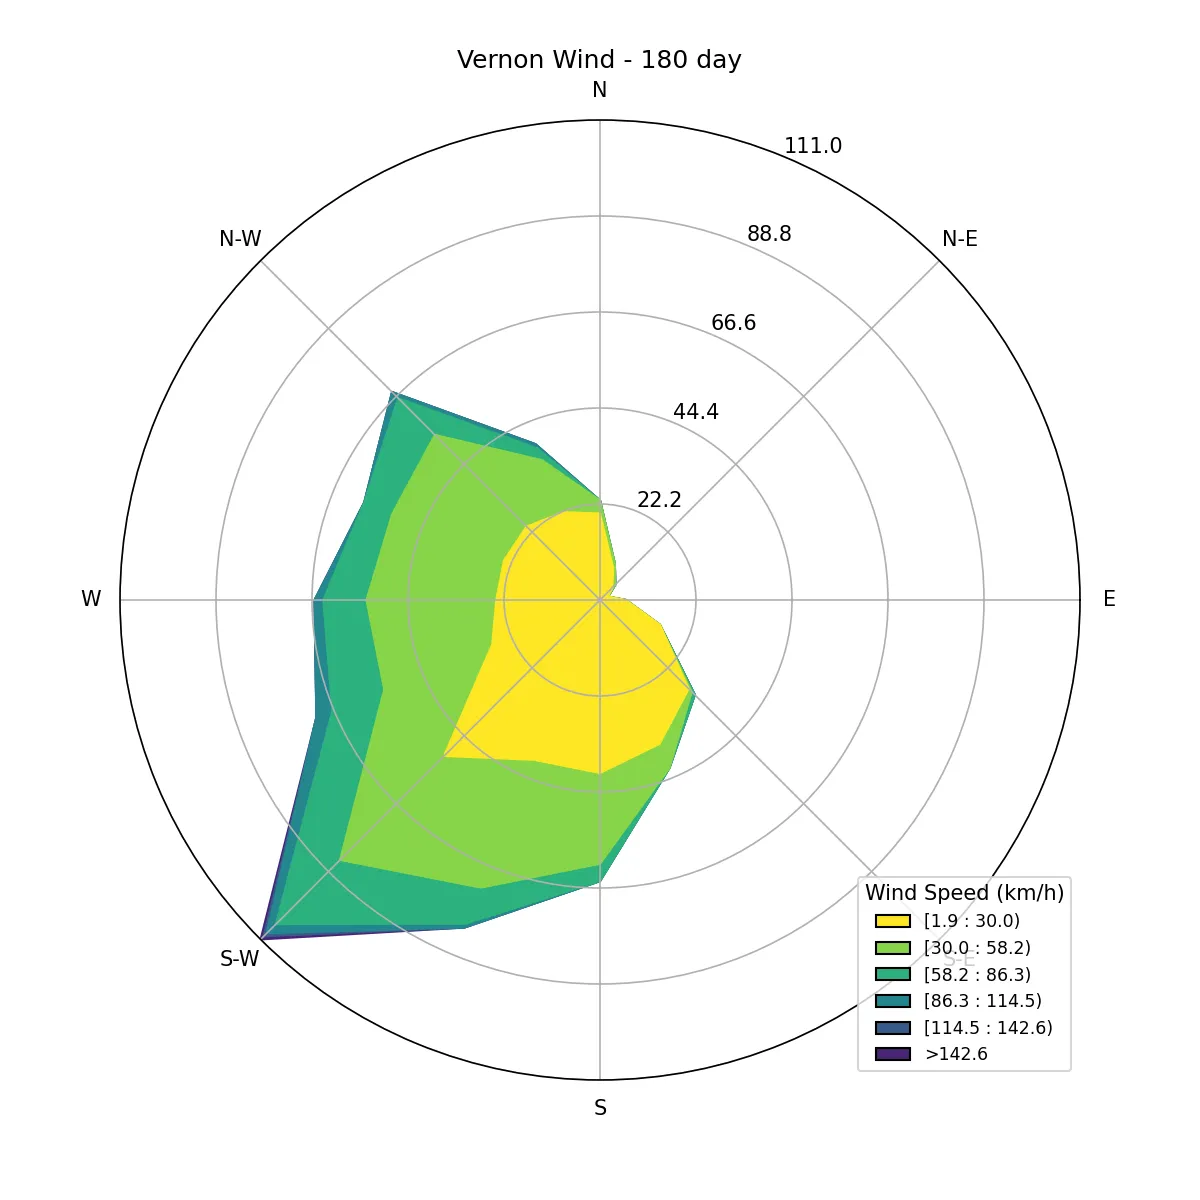 Vernon Wind - 180 day
N
111.0
88.8
N-W
N-E
66.6
44.4
22.2
W
E
Wind Speed (km/h)
[1.9 : 30.0)
[30.0 : 58.2)
S-W
S-E
[58.2 : 86.3)
[86.3 : 114.5)
[114.5 : 142.6)
>142.6
S